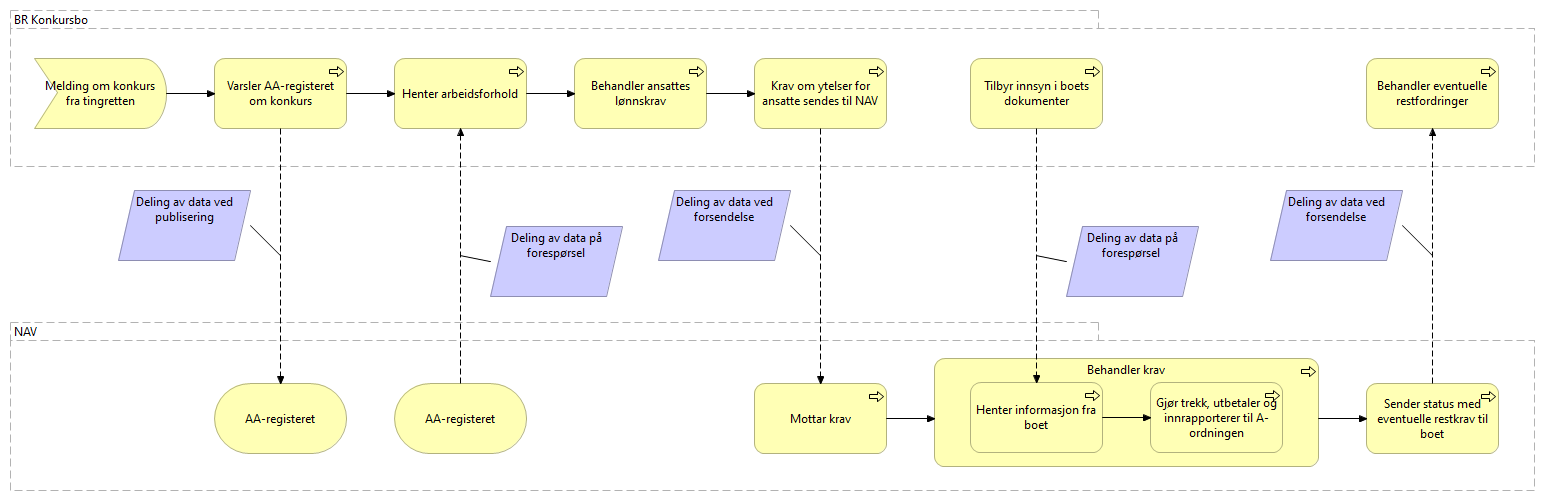 BR Konkursbo
Melding om konkurs
fra tingretten
Varsler AA-registeret
om konkurs
Henter arbeidsforhold
Behandler ansattes
lønnskrav
Krav om ytelser for
ansatte sendes til NAV
Tilbyr innsyn i boets
dokumenter
Behandler eventuelle
restfordringer
Deling av data ved
publisering
Deling av data på
forespørsel
Deling av data ved
forsendelse
Deling av data på
forespørsel
Deling av data ved
forsendelse
NAV
AA-registeret
AA-registeret
Mottar krav
Behandler krav
Henter informasjon fra
boet
Gjør trekk, utbetaler og
innrapporterer til A-
ordningen
Sender status med
eventuelle restkrav til
boet